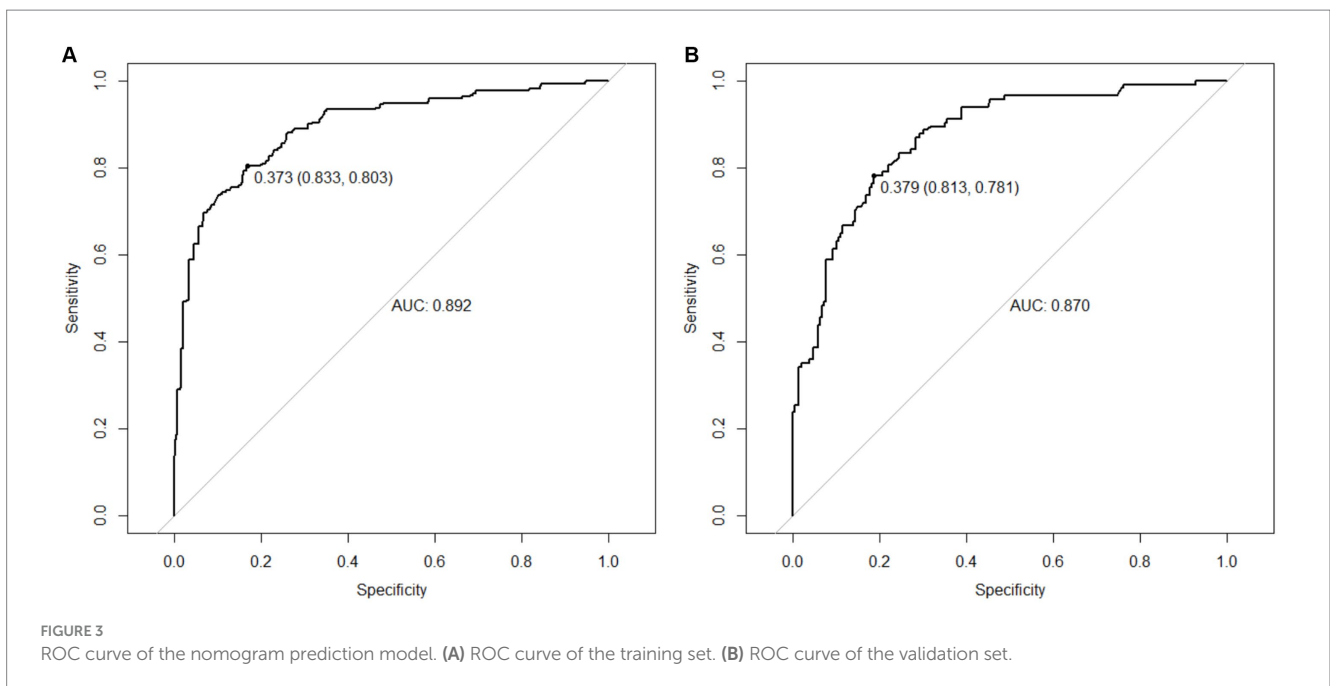 A
1.0
0.8
0.6
0.4
0.2
0.0
Sensitivity
0.373 (0.833, 0.803)
AUC: 0.892
0.0 0.2 0.4 0.6 0.8 1.0
Specificity
B
1.0
0.8
0.6
0.4
0.2
0.0
Sensitivity
0.379 (0.813, 0.781)
AUC: 0.870
0.0 0.2 0.4 0.6 0.8 1.0
Specificity
FIGURE 3
ROC curve of the nomogram prediction model. (A) ROC curve of the training set. (B) ROC curve of the validation set.